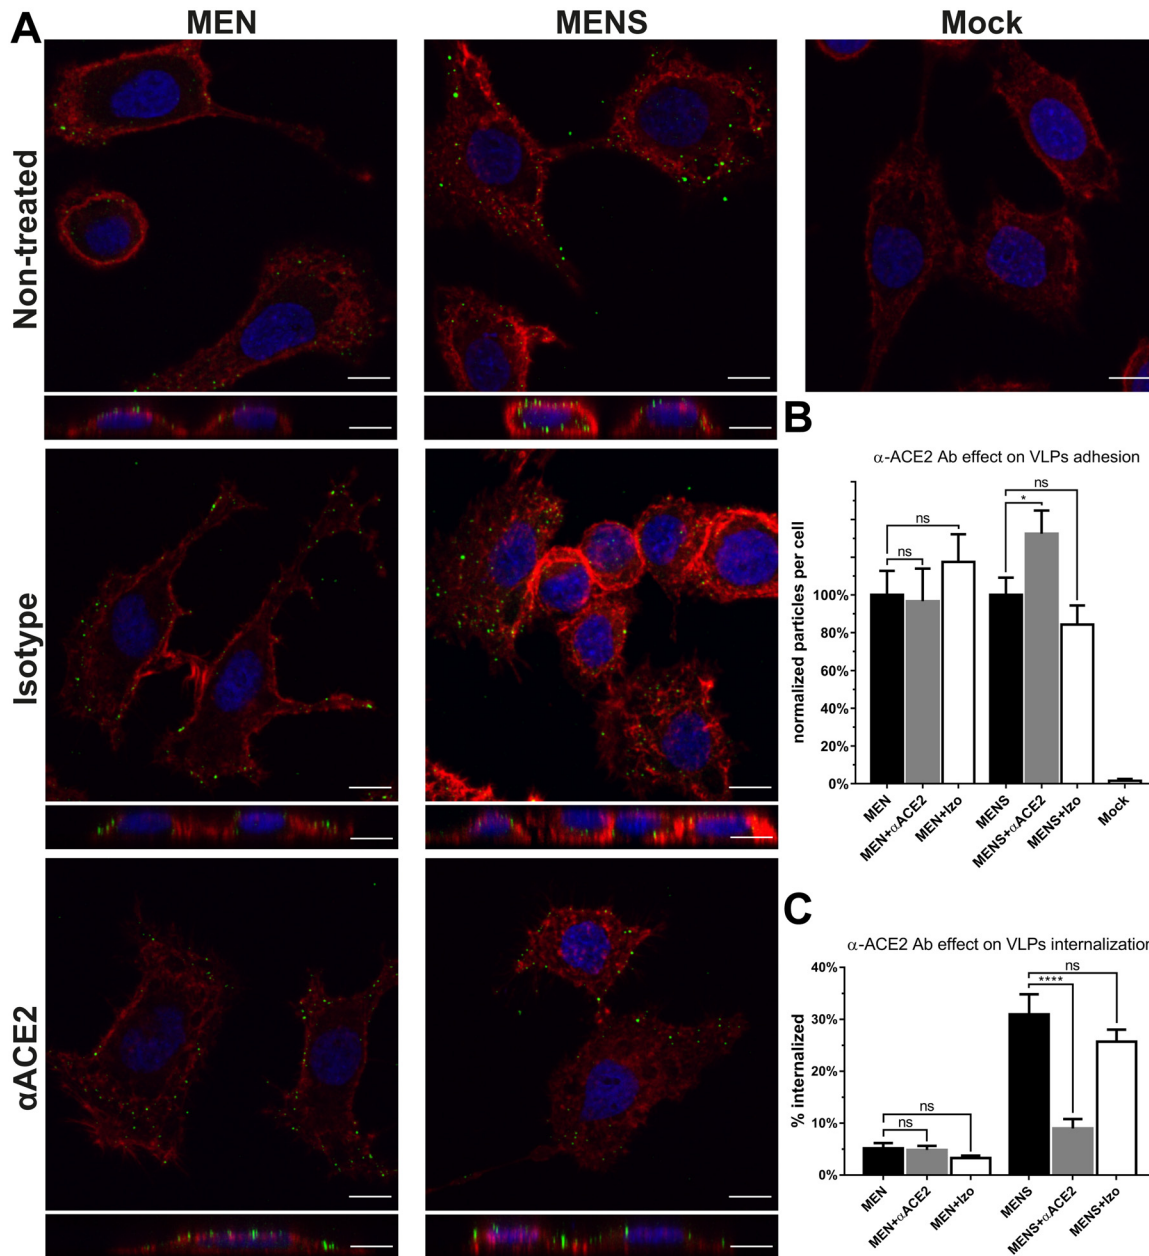 A
MEN
MENS
Mock
Non-treated
Isotype
αACE2
B
α-ACE2 Ab effect on VLPs adhesion
normalized particles per cell
100%
80%
60%
40%
20%
0%
ns
ns
ns
*
MEN
MEN+αACE2
MEN+Izo
MENS
MENS+αACE2
MENS+Izo
Mock
C
α-ACE2 Ab effect on VLPs internalization
% internalized
40%
30%
20%
10%
0%
ns
ns
ns
****
MEN
MEN+αACE2
MEN+Izo
MENS
MENS+αACE2
MENS+Izo